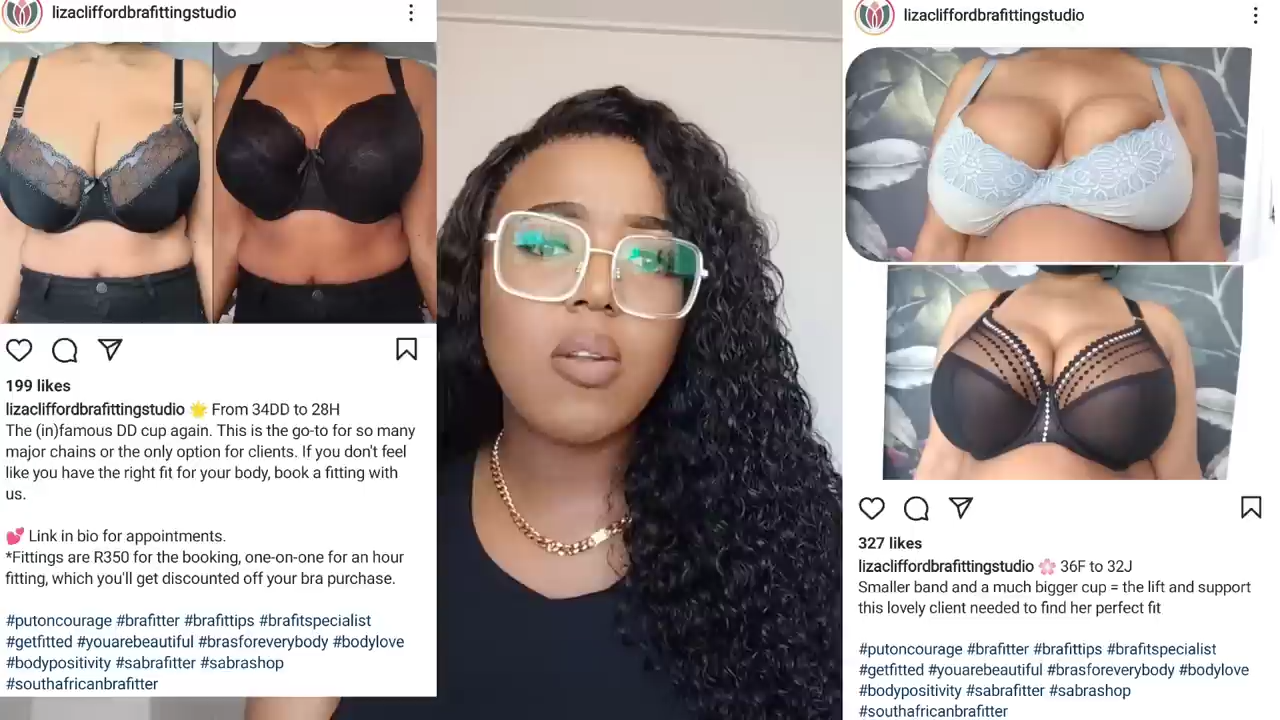 lizacliffordbrafittingstudio
199 likes
lizacliffordbrafittingstudio 🌟 From 34DD to 28H
The (in)famous DD cup again. This is the go-to for so many
major chains or the only option for clients. If you don't feel
like you have the right fit for your body, book a fitting with
us.
💕 Link in bio for appointments.
*Fittings are R350 for the booking, one-on-one for an hour
fitting, which you'll get discounted off your bra purchase.
#putoncourage #brafitter #brafittips #brafitspecialist
#getfitted #youarebeautiful #brasforeverybody #bodylove
#bodypositivity #sabrafitter #sabrashop
#southafricanbrafitter
lizacliffordbrafittingstudio
327 likes
lizacliffordbrafittingstudio 🌸 36F to 32J
Smaller band and a much bigger cup = the lift and support
this lovely client needed to find her perfect fit
#putoncourage #brafitter #brafittips #brafitspecialist
#getfitted #youarebeautiful #brasforeverybody #bodylove
#bodypositivity #sabrafitter #sabrashop
#southafricanbrafitter